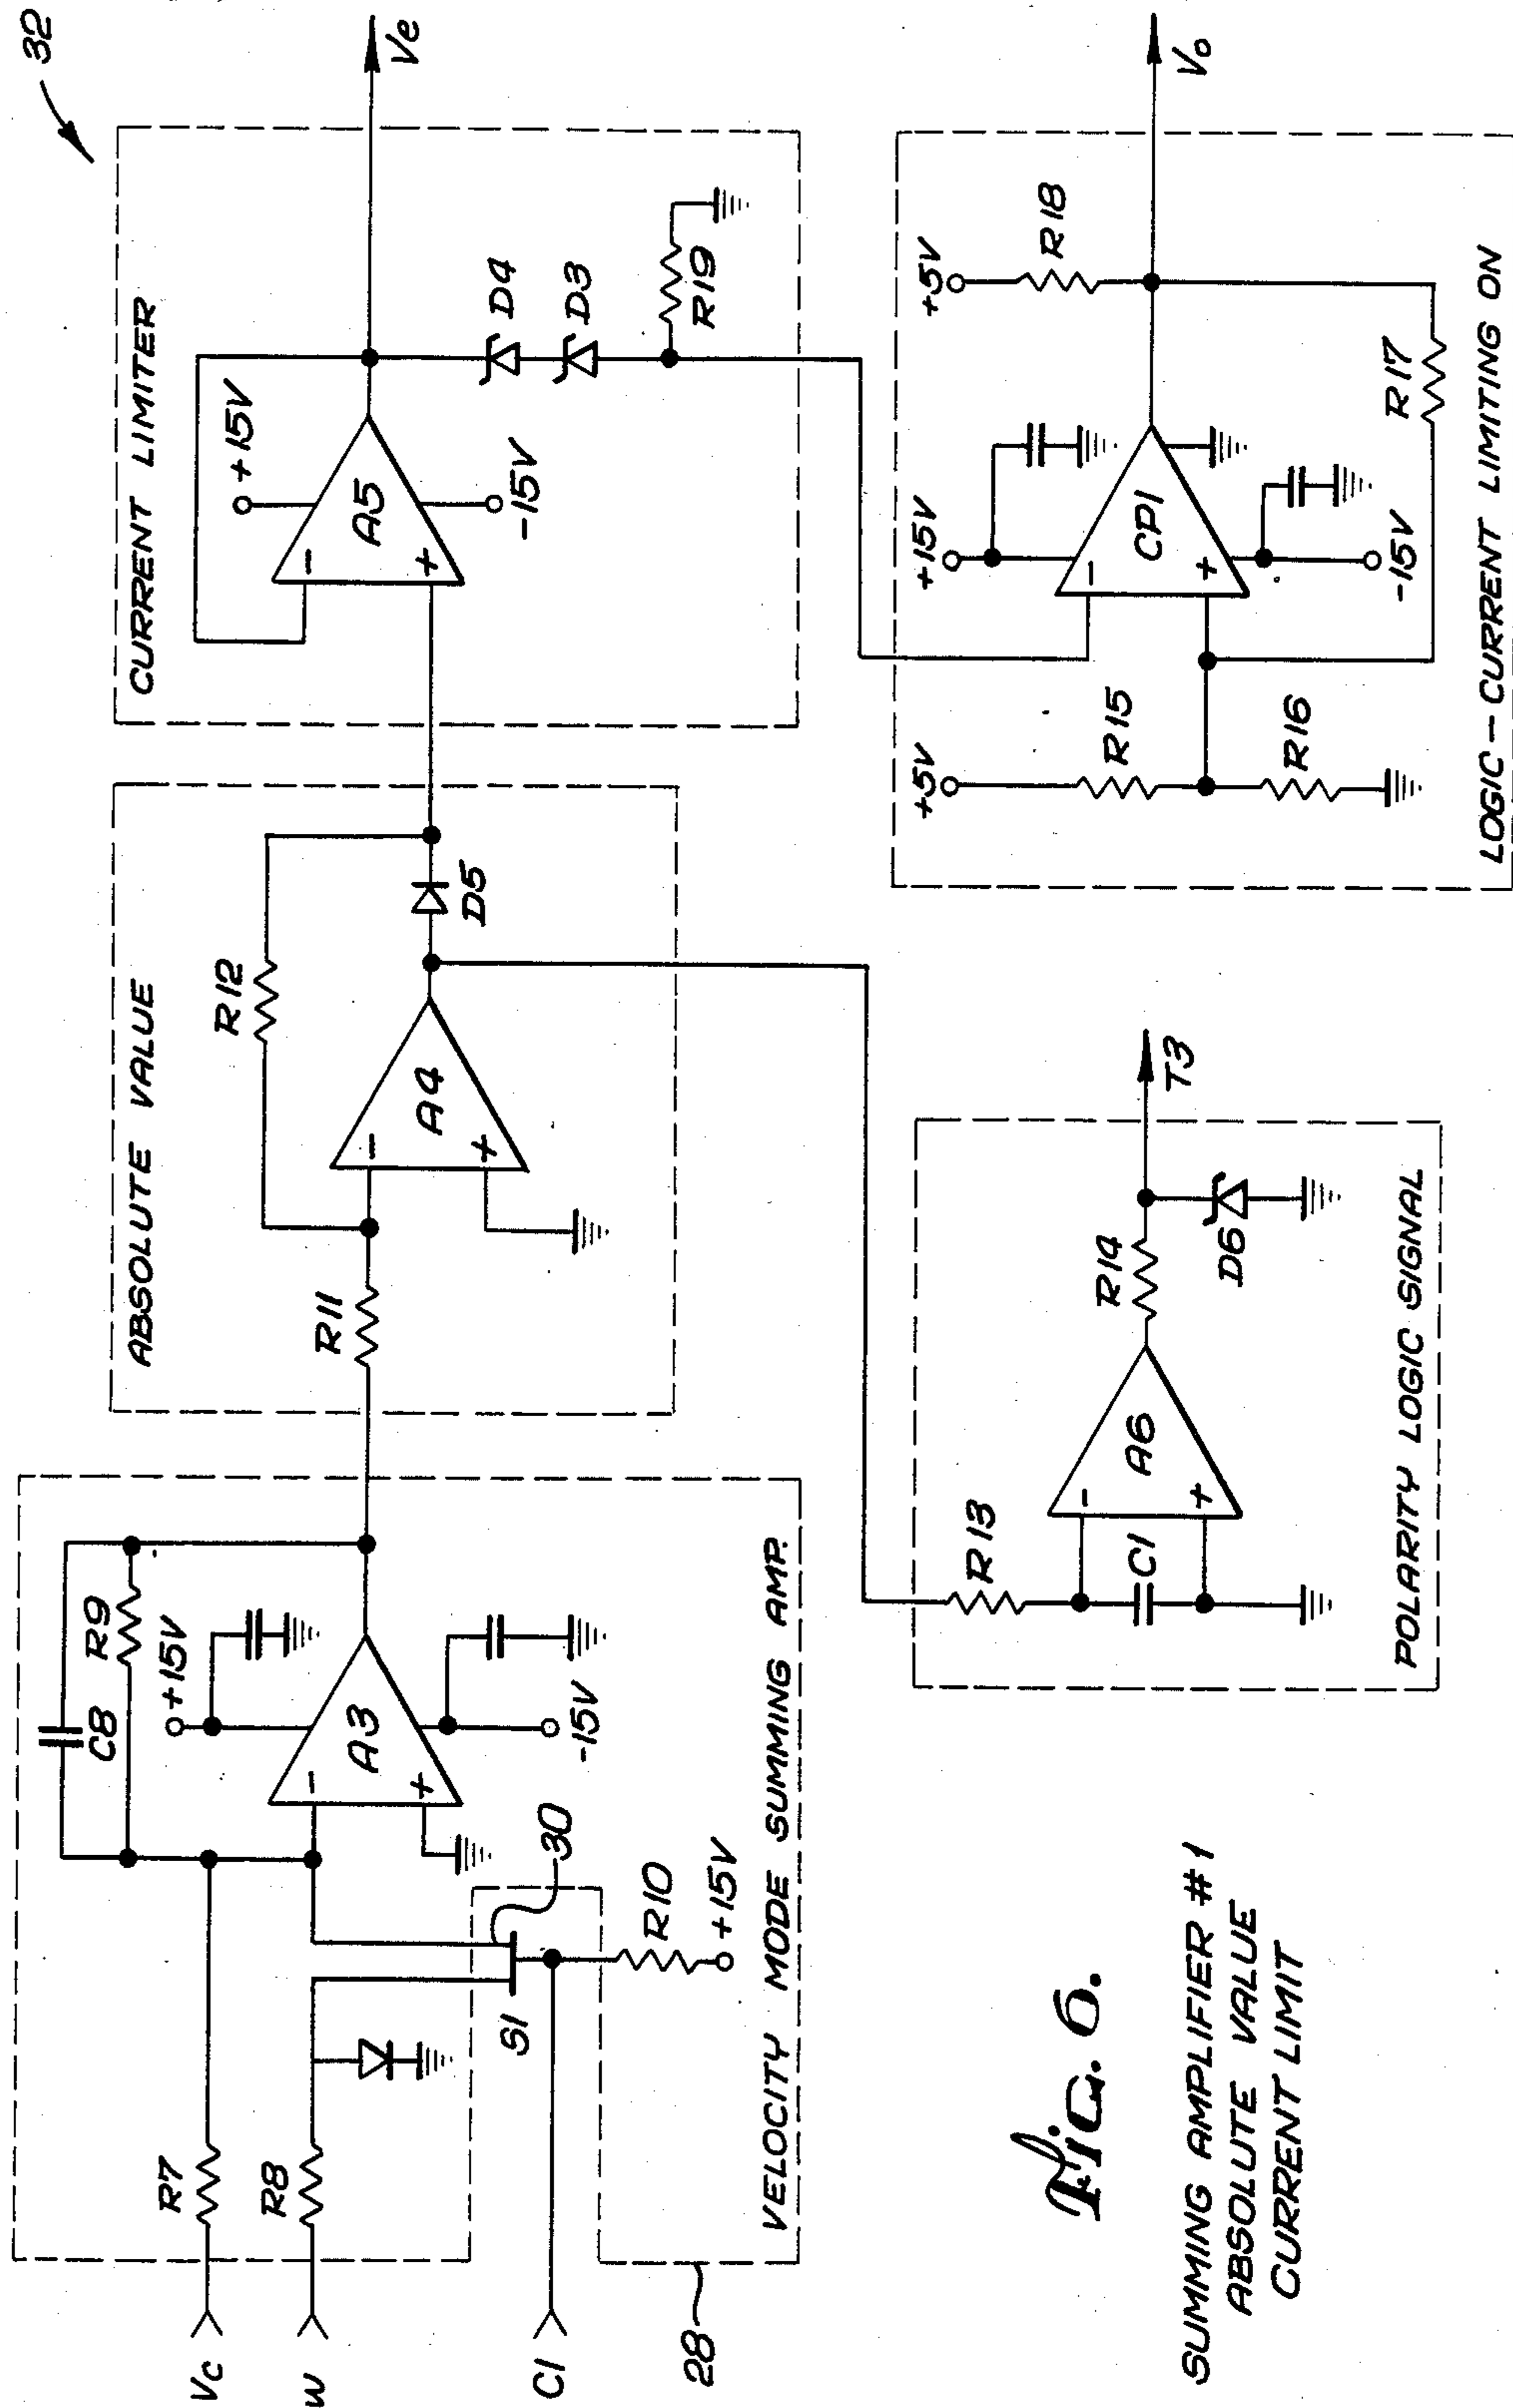 32
Vc
W
C1
28
R7
R8
S1
30
R10
+15V
C8
R9
+15V
-
A3
+
-15V
VELOCITY MODE SUMMING AMP.
ABSOLUTE VALUE
R11
R12
-
A4
+
D5
CURRENT LIMITER
+15V
-
A5
+
-15V
D4
D3
R19
Ve
R13
C1
-
A6
+
R14
D6
T3
POLARITY LOGIC SIGNAL
+5V
R15
R16
+15V
-
CP1
+
-15V
+5V
R18
R17
Vo
LOGIC-CURRENT LIMITING ON
Fig. 6.
SUMMING AMPLIFIER #1
ABSOLUTE VALUE
CURRENT LIMIT